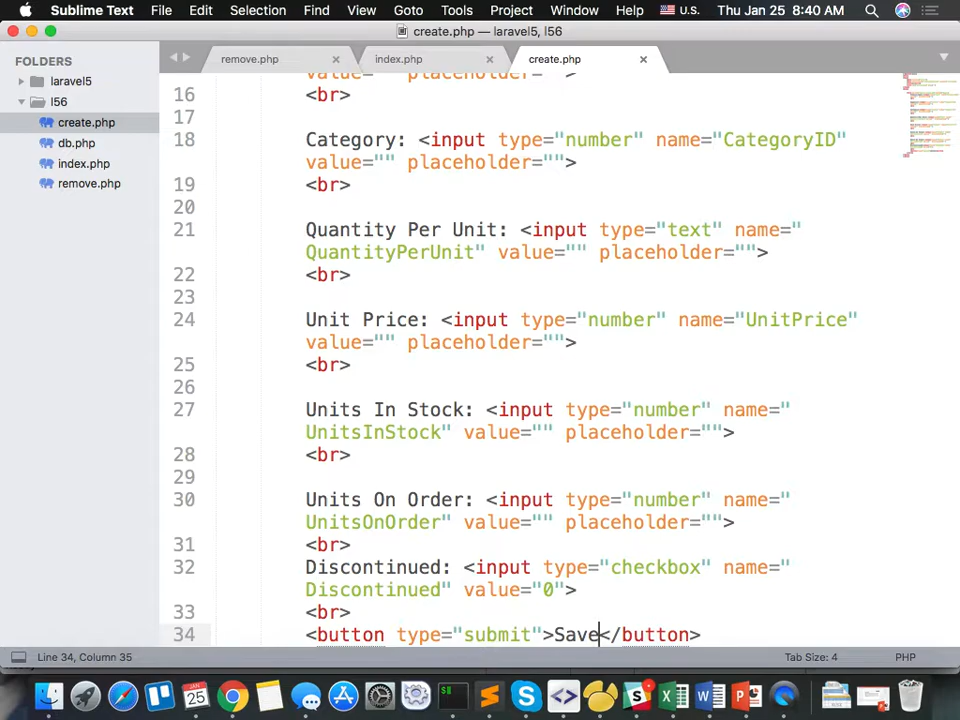 Sublime Text File Edit Selection Find View Goto Tools Project Window Help U.S. Thu Jan 25 8:40 AM
create.php — laravel5, l56
FOLDERS
laravel5
l56
create.php
db.php
index.php
remove.php
remove.php × index.php × create.php ×
value="" placeholder="">
16 <br>
17
18 Category: <input type="number" name="CategoryID"
value="" placeholder="">
19 <br>
20
21 Quantity Per Unit: <input type="text" name="
QuantityPerUnit" value="" placeholder="">
22 <br>
23
24 Unit Price: <input type="number" name="UnitPrice"
value="" placeholder="">
25 <br>
26
27 Units In Stock: <input type="number" name="
UnitsInStock" value="" placeholder="">
28 <br>
29
30 Units On Order: <input type="number" name="
UnitsOnOrder" value="" placeholder="">
31 <br>
32 Discontinued: <input type="checkbox" name="
Discontinued" value="0">
33 <br>
34 <button type="submit">Save</button>
Line 34, Column 35 Tab Size: 4 PHP
JAN
25